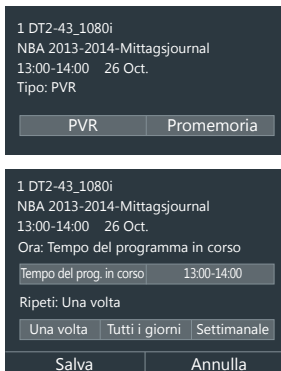 1 DT2-43_1080i
NBA 2013-2014-Mittagsjournal
13:00-14:00 26 Oct.
Tipo: PVR
PVR Promemoria
1 DT2-43_1080i
NBA 2013-2014-Mittagsjournal
13:00-14:00 26 Oct.
Ora: Tempo del programma in corso
Tempo del prog. in corso 13:00-14:00
Ripeti: Una volta
Una volta Tutti i giorni Settimanale
Salva Annulla